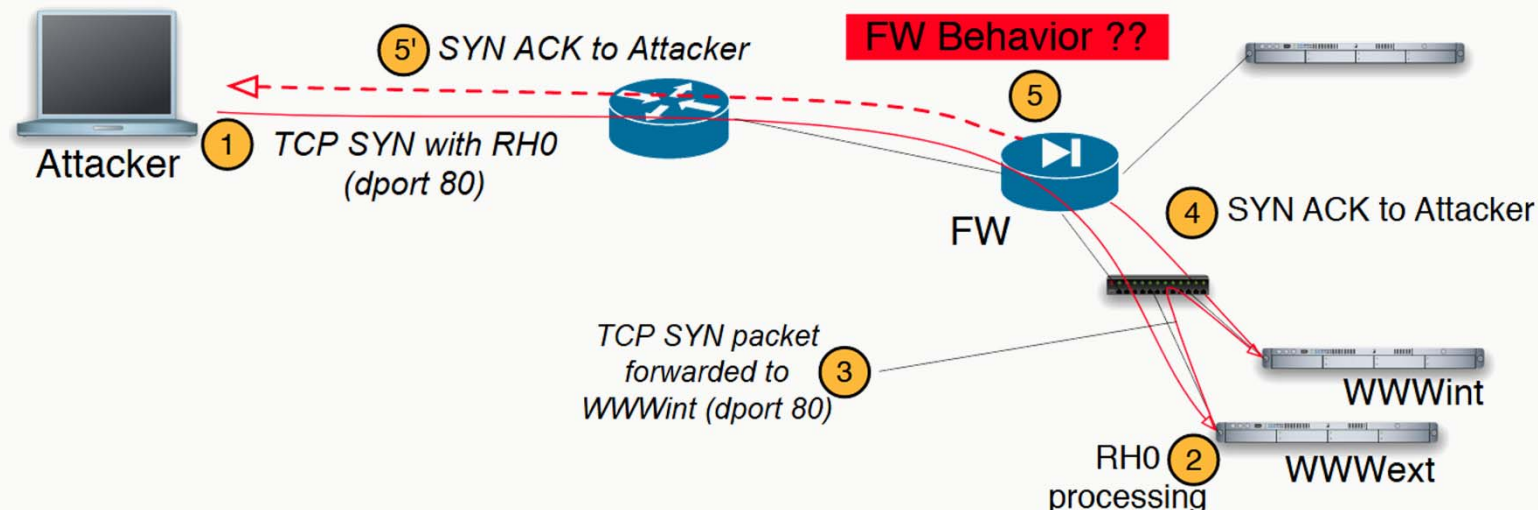 5' SYN ACK to Attacker
FW Behavior ??
5
Attacker
1 TCP SYN with RH0
(dport 80)
FW
4 SYN ACK to Attacker
TCP SYN packet
forwarded to 3
WWWint (dport 80)
WWWint
RH0 2
processing
WWWext